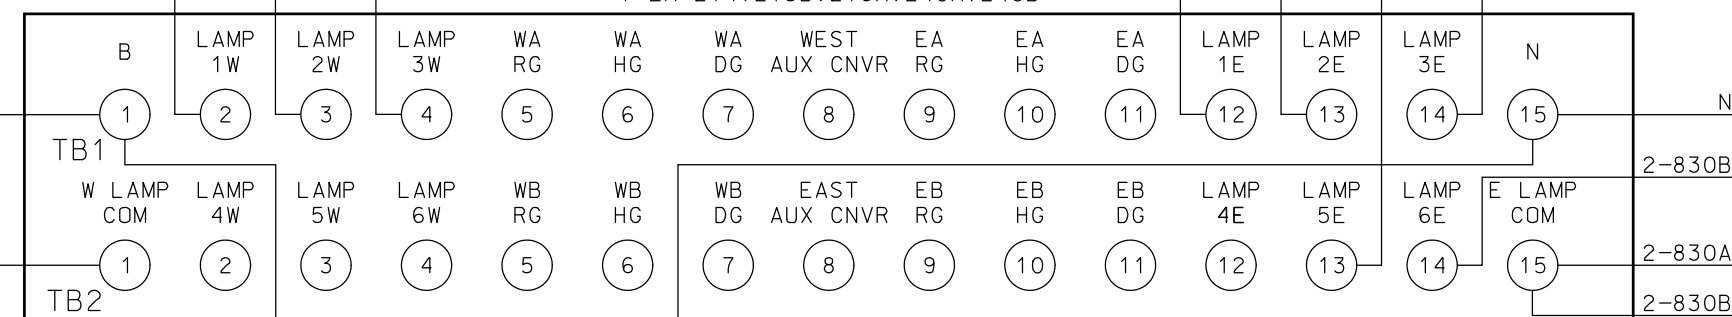 B LAMP 1W LAMP 2W LAMP 3W WA RG WA HG WA DG WEST AUX CNVR EA RG EA HG EA DG LAMP 1E LAMP 2E LAMP 3E N
1 2 3 4 5 6 7 8 9 10 11 12 13 14 15 N
TB1
2-830B
W LAMP COM LAMP 4W LAMP 5W LAMP 6W WB RG WB HG WB DG EAST AUX CNVR EB RG EB HG EB DG LAMP 4E LAMP 5E LAMP 6E E LAMP COM
1 2 3 4 5 6 7 8 9 10 11 12 13 14 15 2-830A
TB2
2-830B